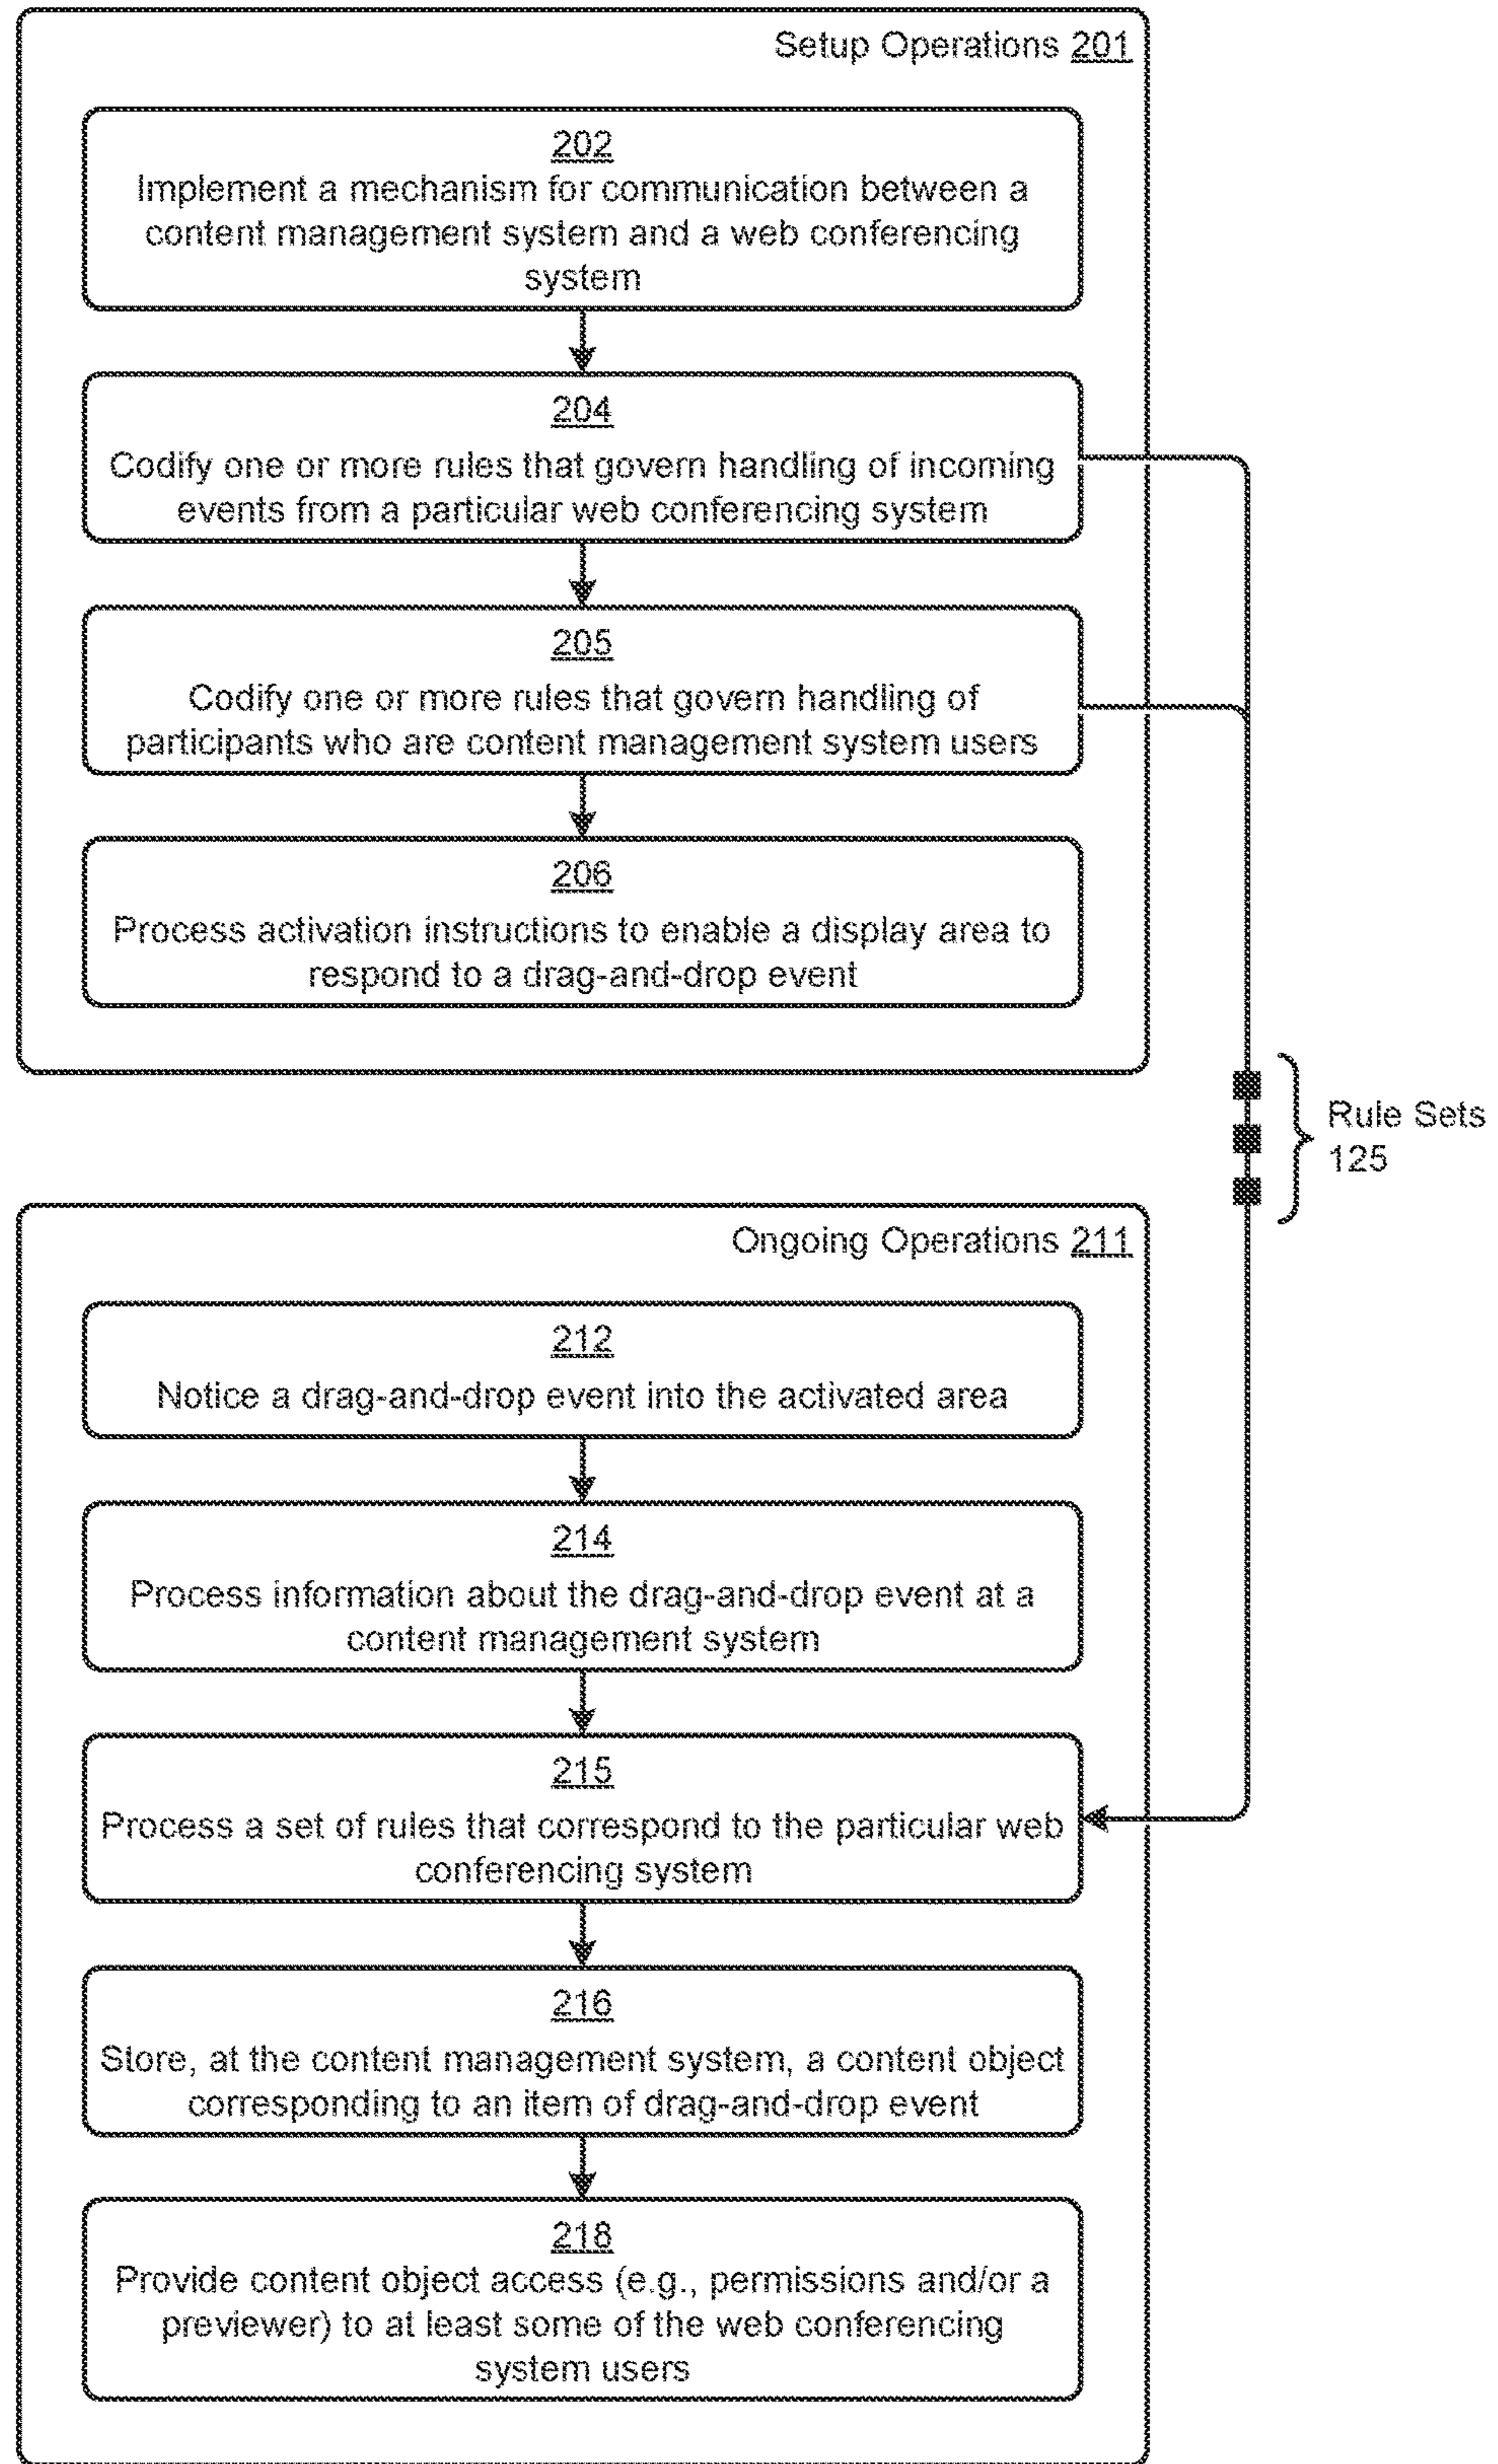 Setup Operations 201
202
Implement a mechanism for communication between a
content management system and a web conferencing
system
204
Codify one or more rules that govern handling of incoming
events from a particular web conferencing system
205
Codify one or more rules that govern handling of
participants who are content management system users
206
Process activation instructions to enable a display area to
respond to a drag-and-drop event
Rule Sets
125
Ongoing Operations 211
212
Notice a drag-and-drop event into the activated area
214
Process information about the drag-and-drop event at a
content management system
215
Process a set of rules that correspond to the particular web
conferencing system
216
Store, at the content management system, a content object
corresponding to an item of drag-and-drop event
218
Provide content object access (e.g., permissions and/or a
previewer) to at least some of the web conferencing
system users